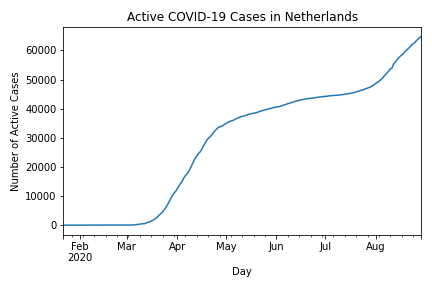 Active COVID-19 Cases in Netherlands
Number of Active Cases
60000
50000
40000
30000
20000
10000
0
Feb Mar Apr May Jun Jul Aug
2020
Day